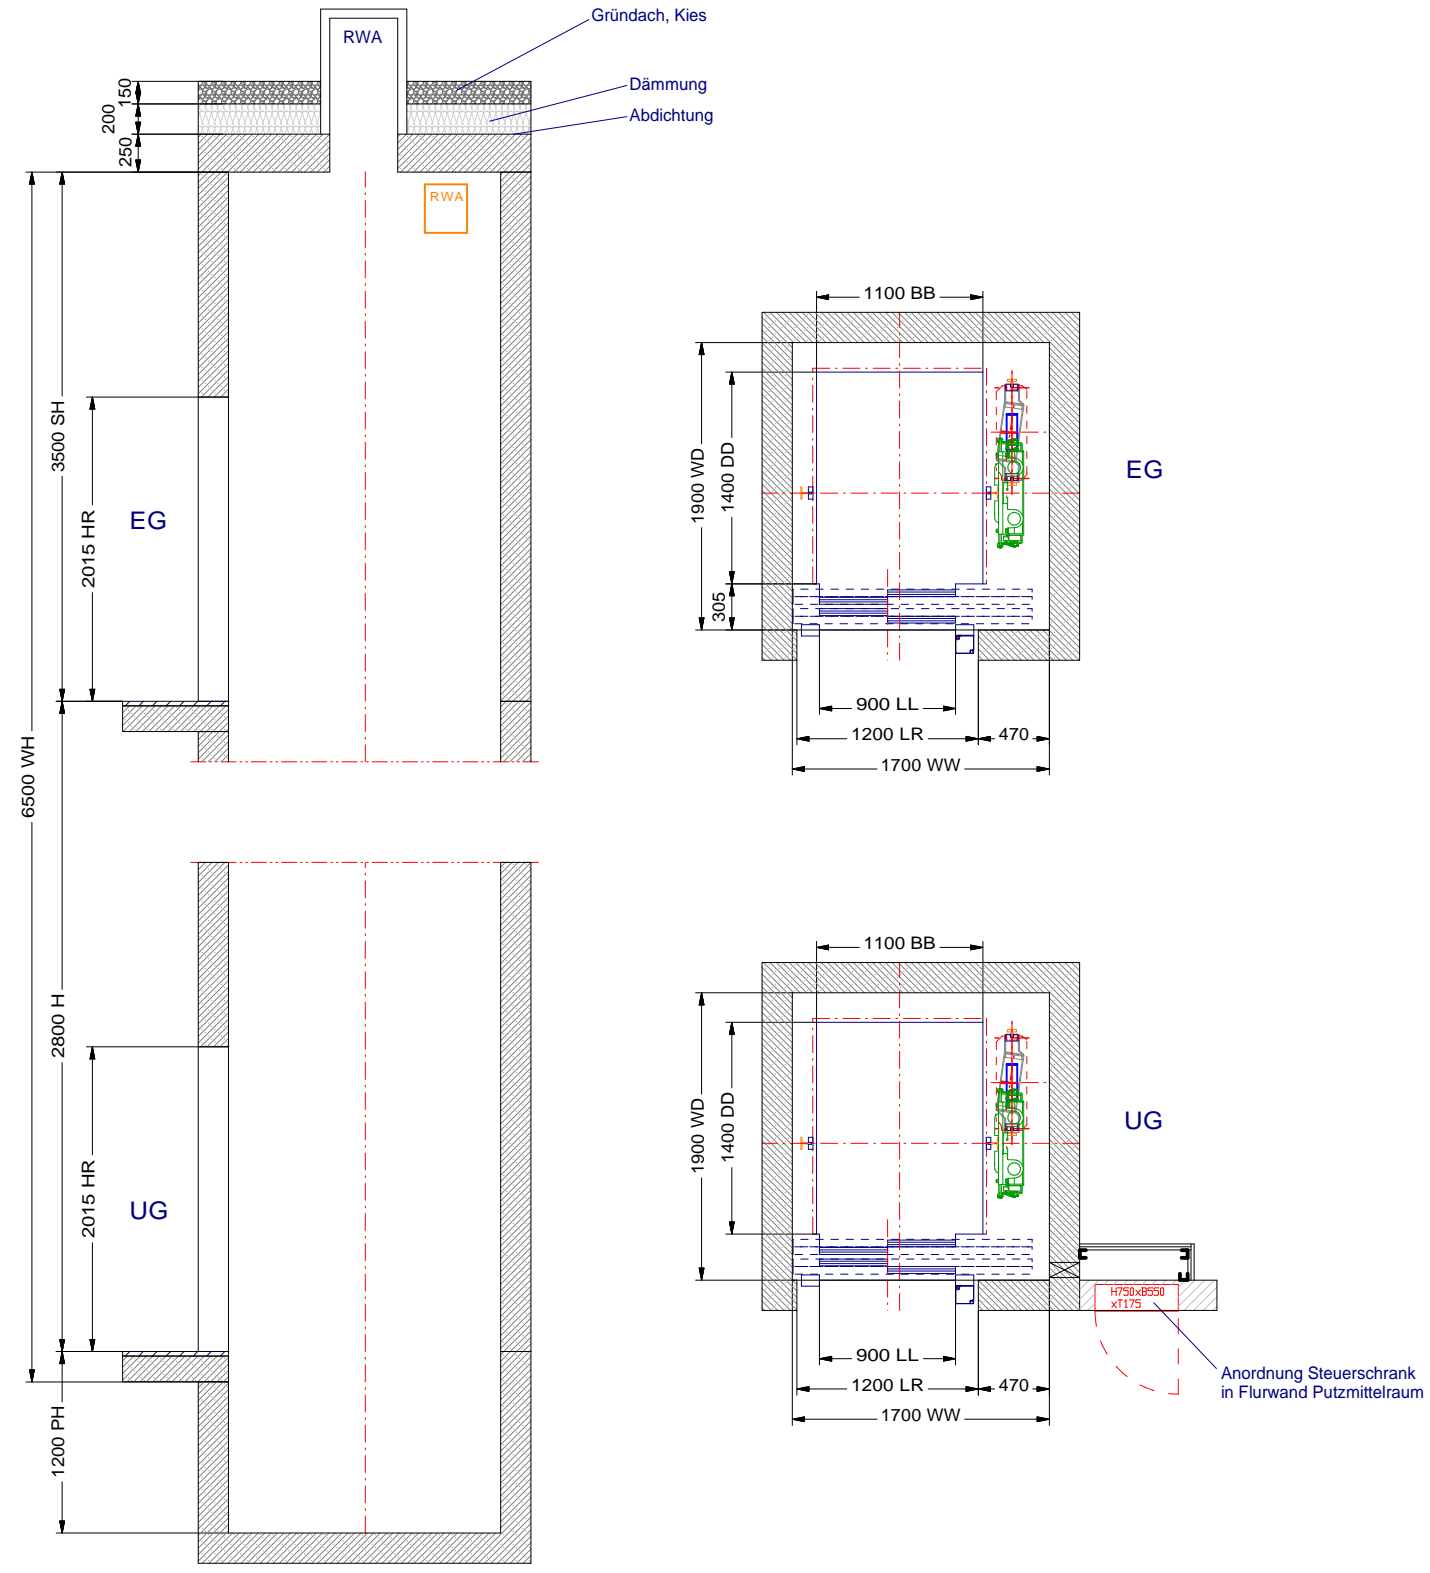 RWA
Gründach, Kies
Dämmung
Abdichtung
150
200
250
RWA
3500 SH
2015 HR
EG
6500 WH
2800 H
2015 HR
UG
1200 PH
1100 BB
1900 WD
1400 DD
305
EG
900 LL
1200 LR
470
1700 WW
1100 BB
1900 WD
1400 DD
UG
H750xB550
xT175
900 LL
1200 LR
470
1700 WW
Anordnung Steuerschrank
in Flurwand Putzmittelraum